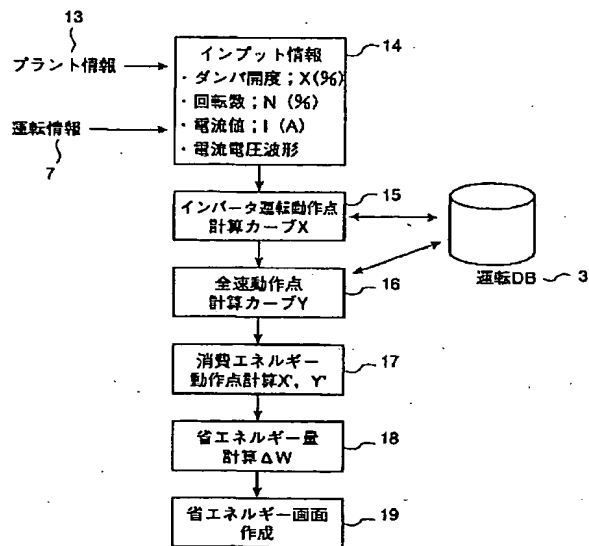 13
プラント情報
運転情報
7
インプット情報
14
・ダンパ開度;X(%)
・回転数;N (%)
・電流値;I (A)
・電流電圧波形
インバータ運転動作点
計算カーブX
15
全速動作点
計算カーブY
16
運転DB
3
消費エネルギー
動作点計算X', Y'
17
省エネルギー量
計算ΔW
18
省エネルギー画面
作成
19